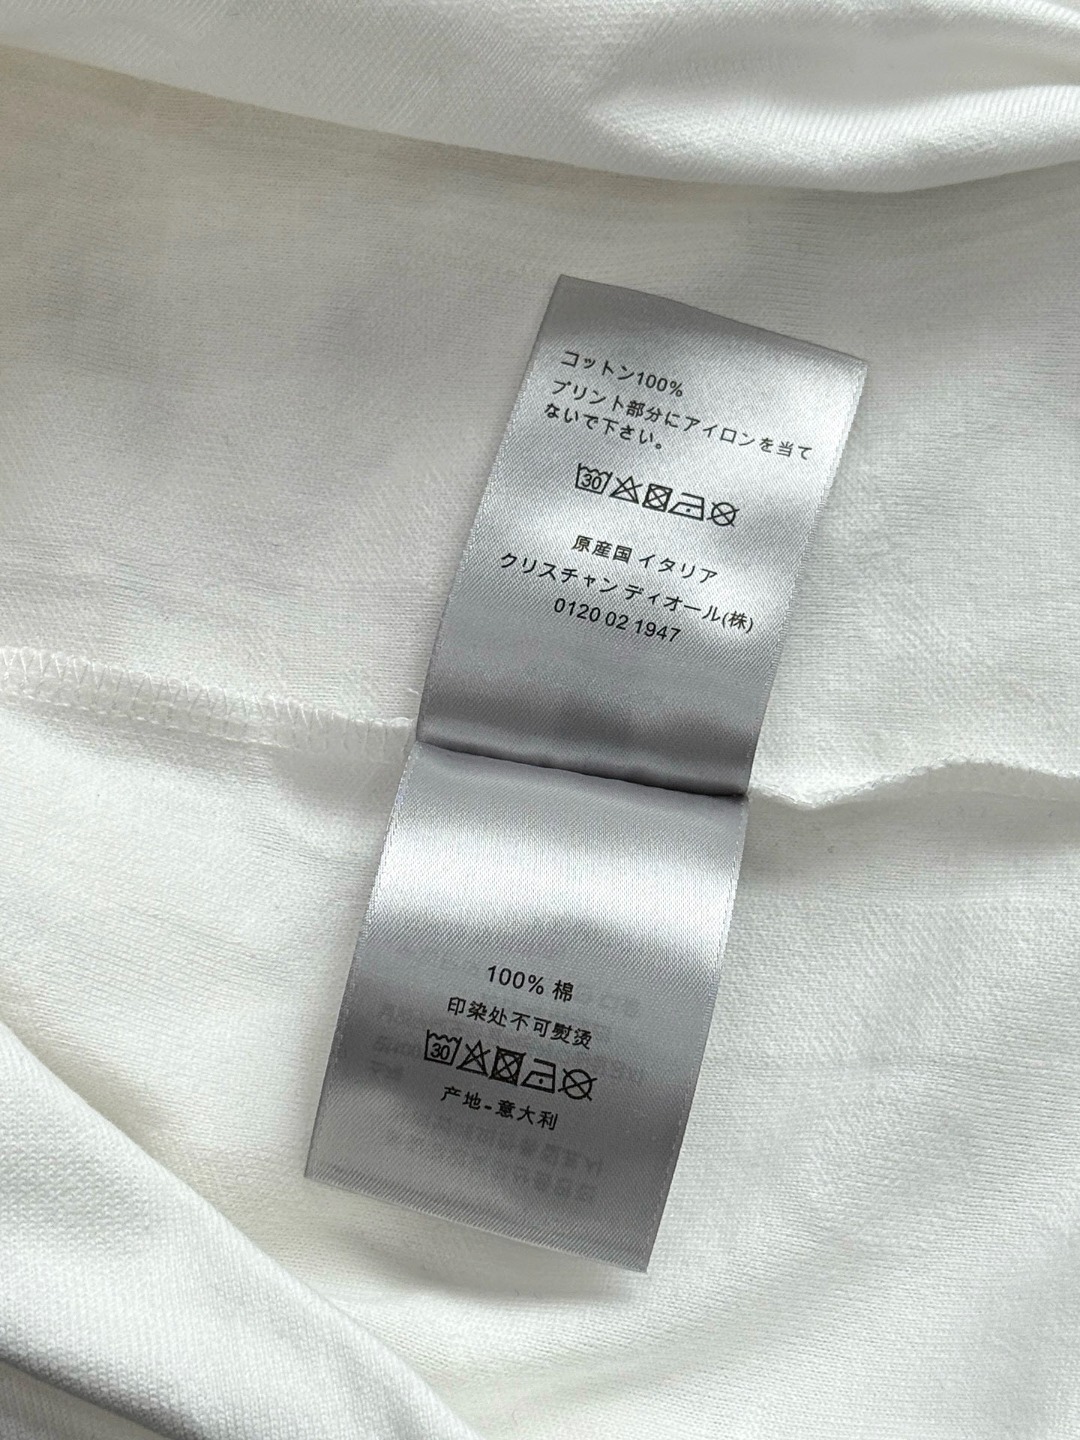 コットン100%
プリント部分にアイロンを当て
ないで下さい。
30
原産国 イタリア
クリスチャン ディオール(株)
0120 02 1947
100% 棉
印染处不可熨烫
30
产地-意大利